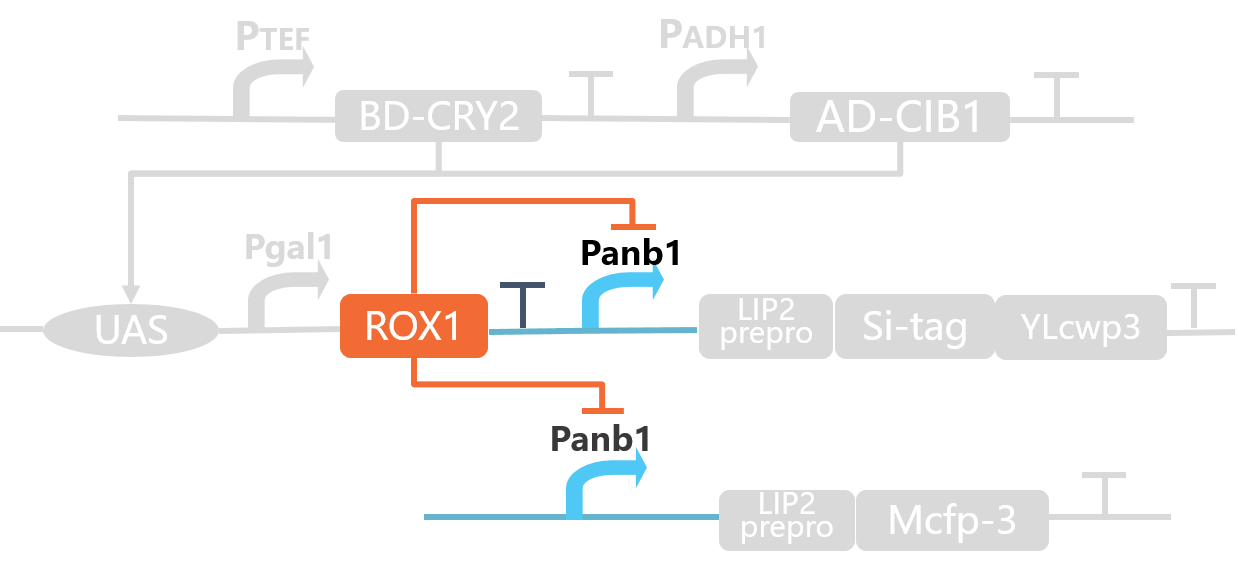 PTEF
PADH1
BD-CRY2
AD-CIB1
Pgal1
Panb1
UAS
ROX1
LIP2
prepro
Si-tag
YLcwp3
Panb1
LIP2
prepro
Mcfp-3